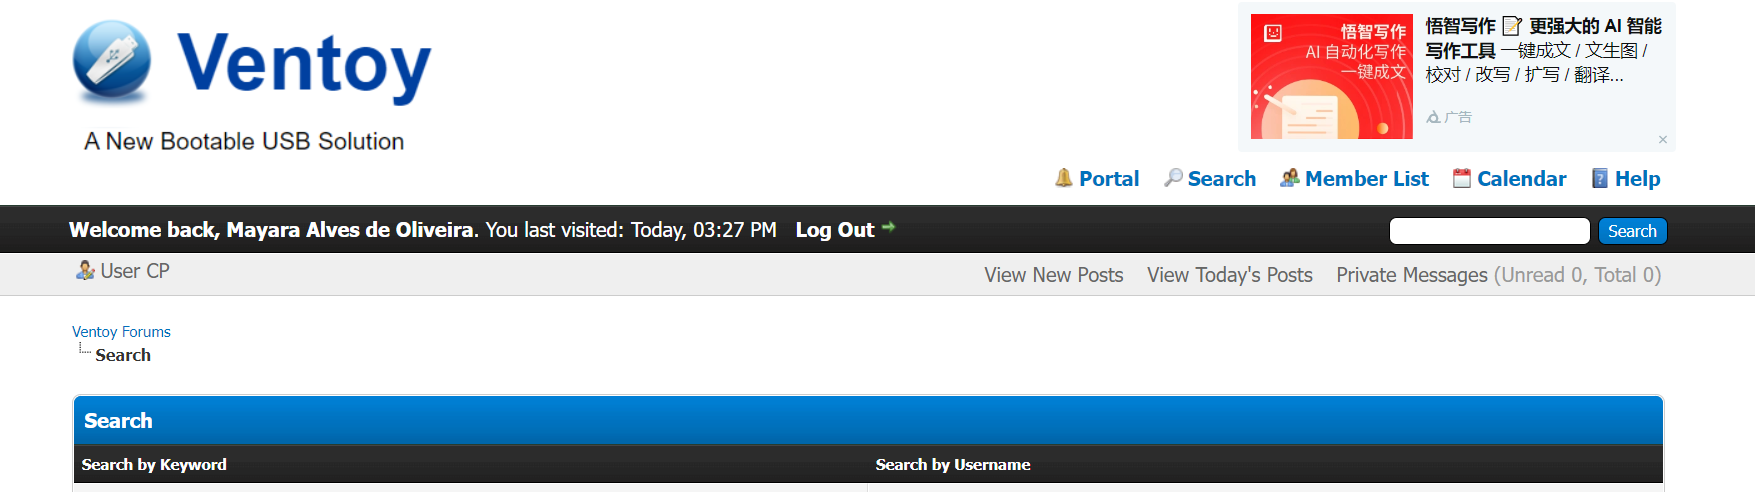 Ventoy
A New Bootable USB Solution
悟智写作
AI 自动化写作
一键成文
悟智写作 📝 更强大的 AI 智能
写作工具 一键成文 / 文生图 /
校对 / 改写 / 扩写 / 翻译...
广告
Portal Search Member List Calendar Help
Welcome back, Mayara Alves de Oliveira. You last visited: Today, 03:27 PM Log Out Search
User CP View New Posts View Today's Posts Private Messages (Unread 0, Total 0)
Ventoy Forums
Search
Search
Search by Keyword Search by Username